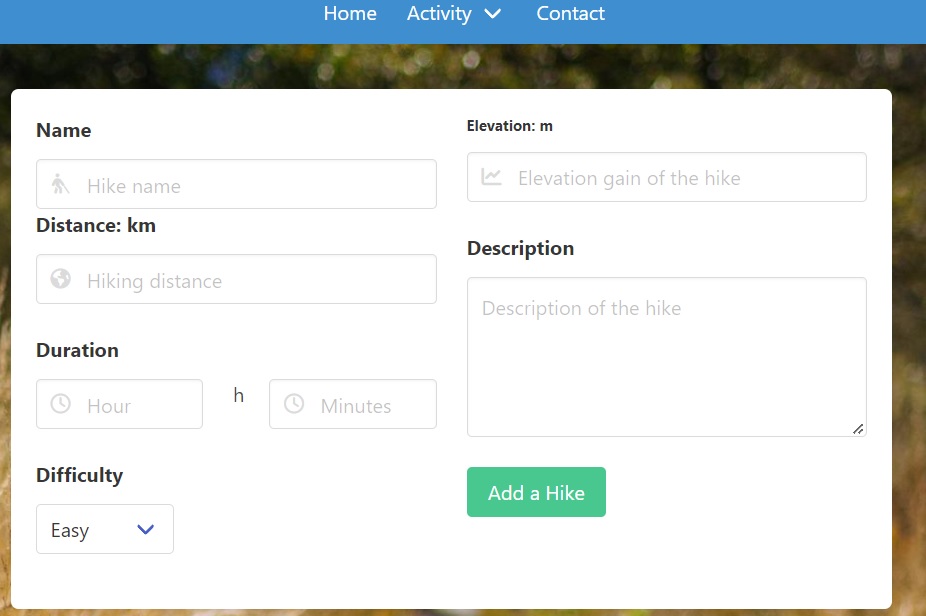 Home Activity Contact
Name
Hike name
Distance: km
Hiking distance
Duration
Hour h Minutes
Difficulty
Easy
Elevation: m
Elevation gain of the hike
Description
Description of the hike
Add a Hike